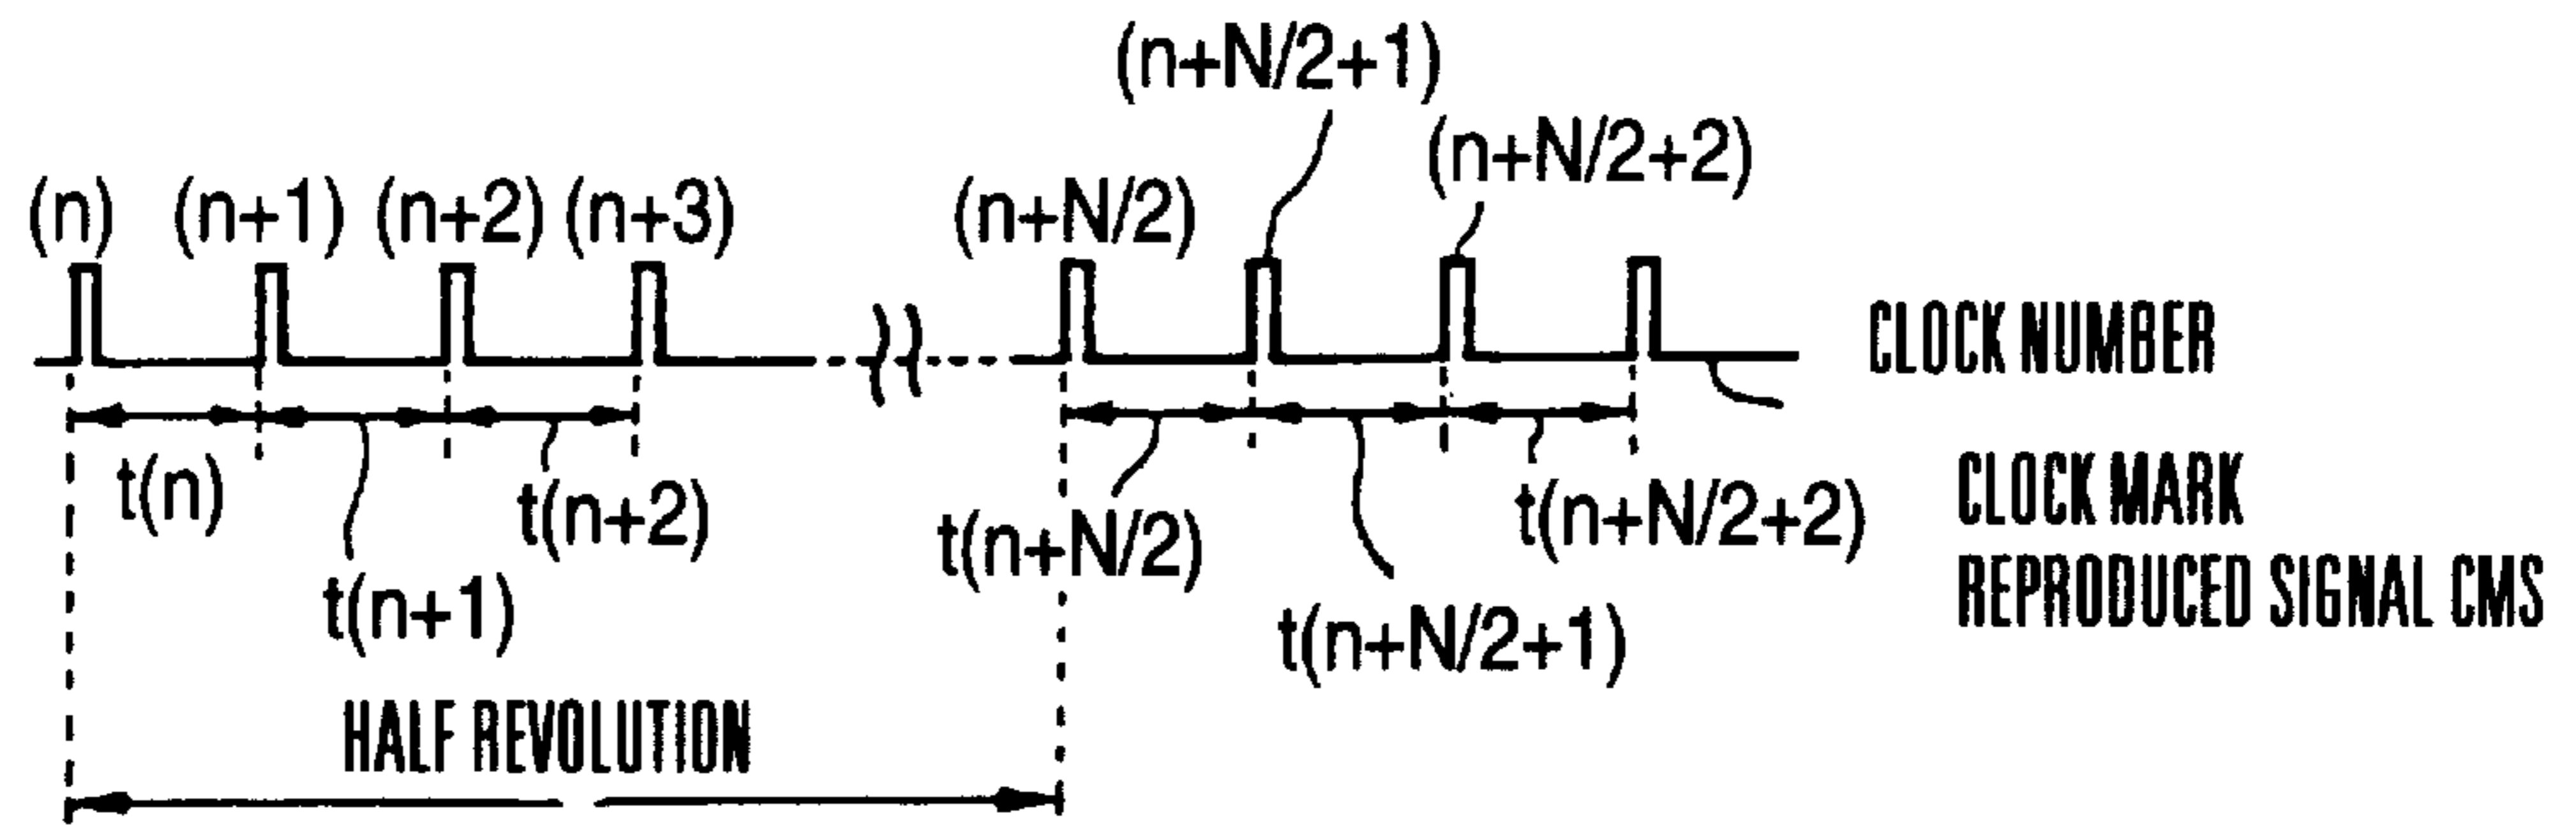 (n+N/2+1)
(n+N/2+2)
(n) (n+1) (n+2) (n+3) (n+N/2)
CLOCK NUMBER
t(n) t(n+2) t(n+N/2) t(n+N/2+2)
t(n+1) t(n+N/2+1)
CLOCK MARK
REPRODUCED SIGNAL CMS
HALF REVOLUTION